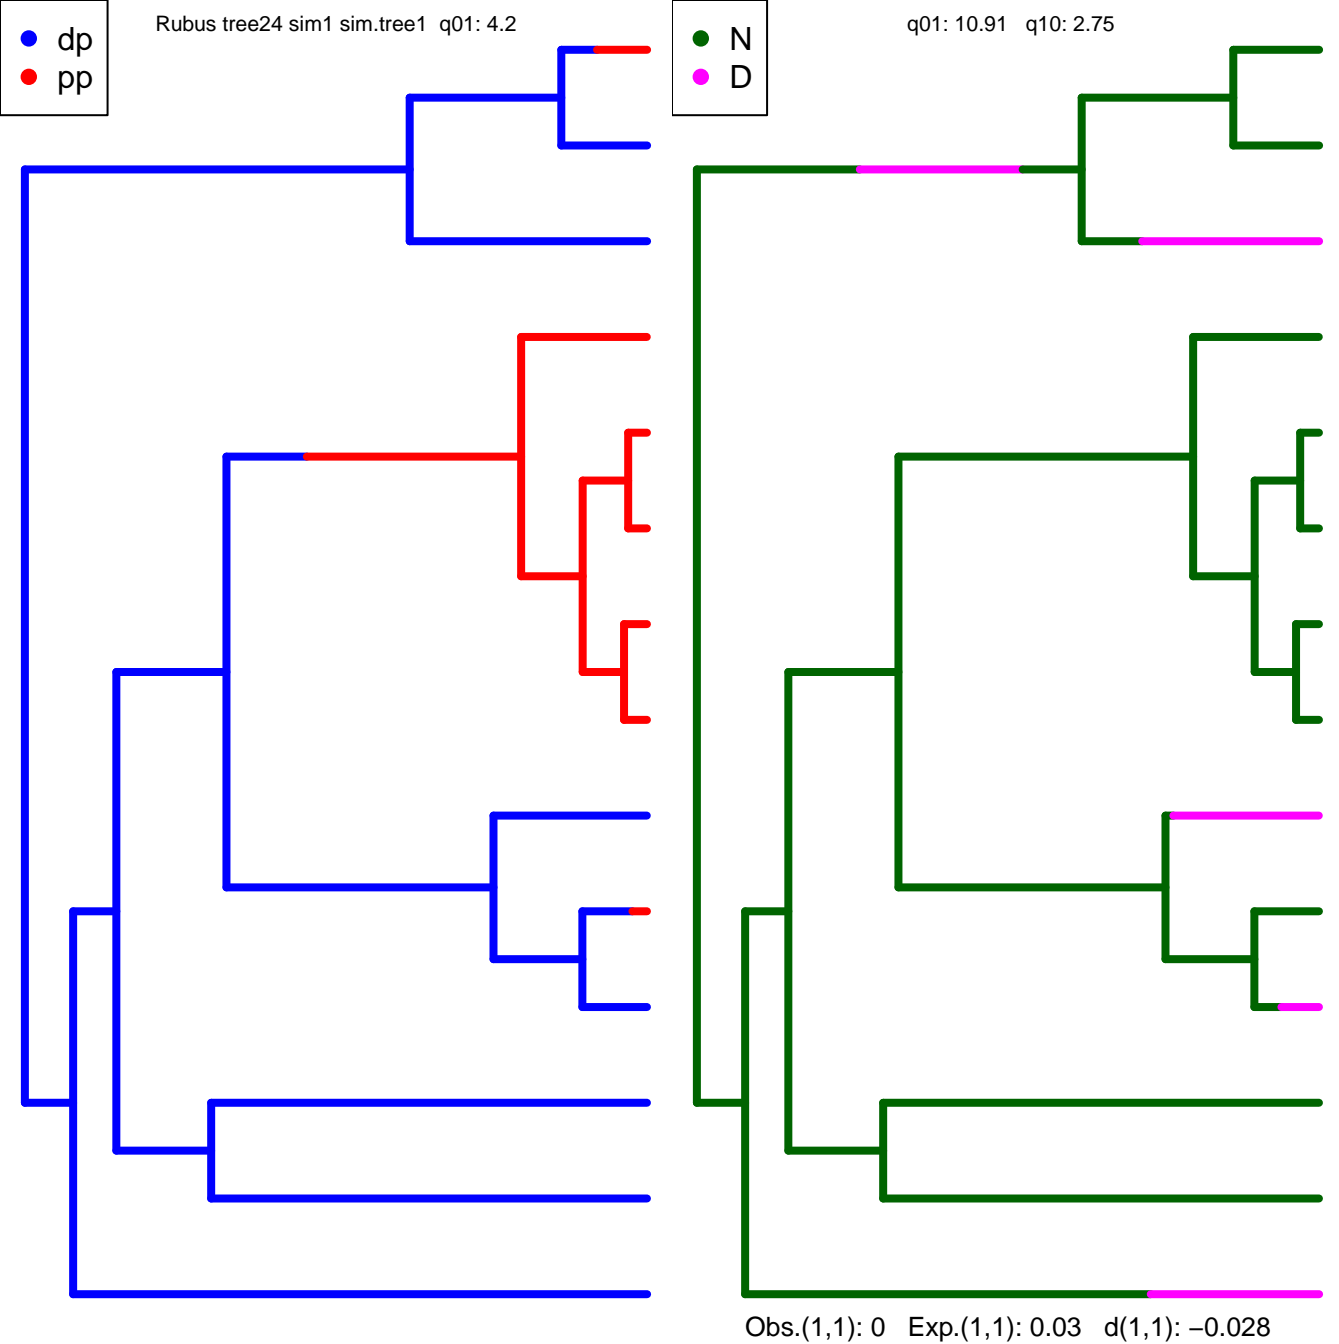 dp
pp
Rubus tree24 sim1 sim.tree1 q01: 4.2
N
D
q01: 10.91 q10: 2.75
Obs.(1,1): 0 Exp.(1,1): 0.03 d(1,1): −0.028